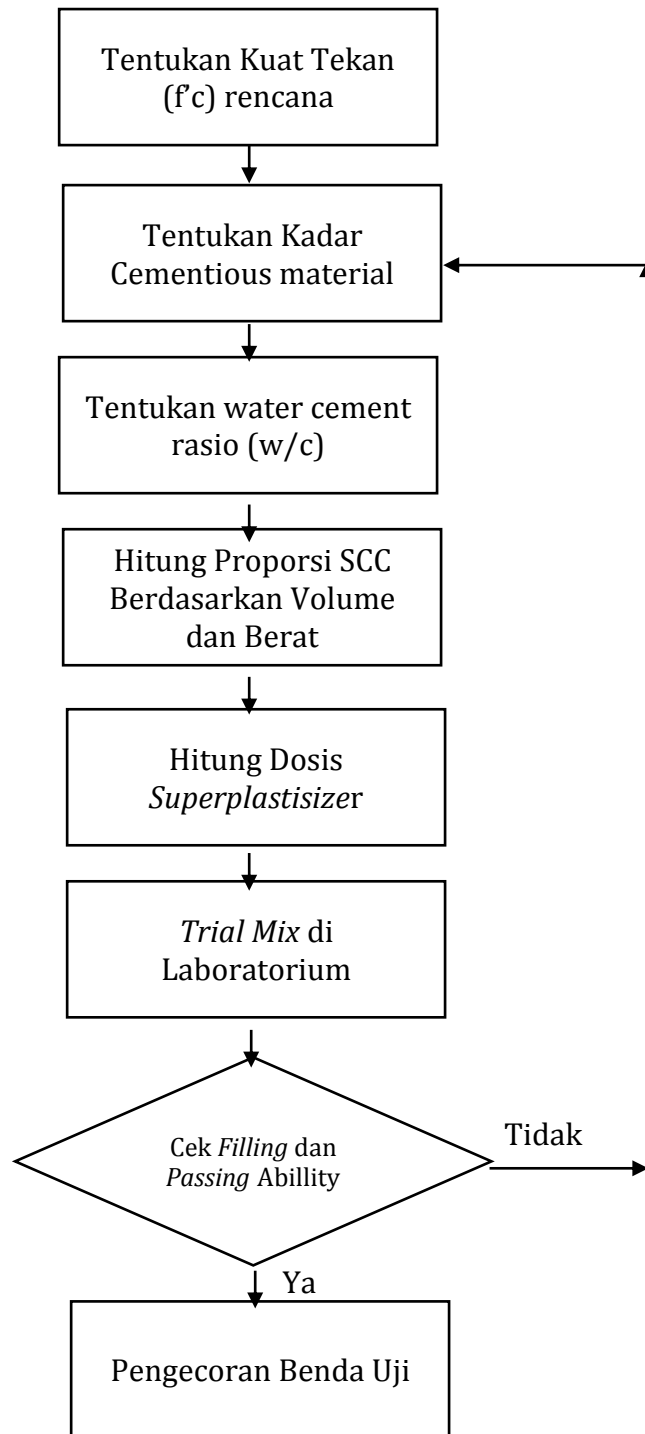 Tentukan Kuat Tekan
(f’c) rencana
Tentukan Kadar
Cementious material
Tentukan water cement
rasio (w/c)
Hitung Proporsi SCC
Berdasarkan Volume
dan Berat
Hitung Dosis
Superplastisizer
Trial Mix di
Laboratorium
Cek Filling dan
Passing Abillity
Tidak
Ya
Pengecoran Benda Uji